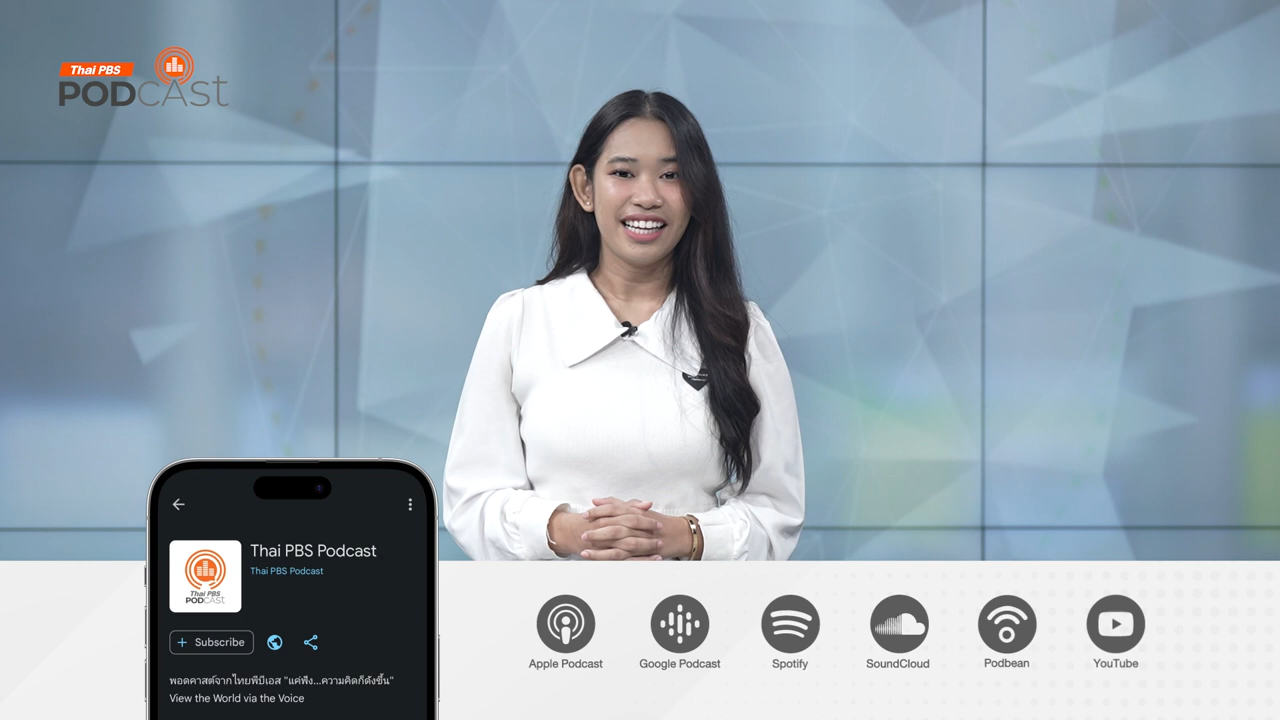 Thai PBS
PODCAST
Thai PBS Podcast
Thai PBS Podcast
Thai PBS
PODCAST
+ Subscribe
พอดคาสต์จากไทยพีบีเอส "แค่ฟัง...ความคิดก็ดังขึ้น"
View the World via the Voice
Apple Podcast
Google Podcast
Spotify
SoundCloud
Podbean
YouTube